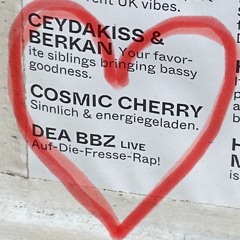 UK vibes.
CEYDAKISS &
BERKAN Your favor-
ite siblings bringing bassy
goodness.
COSMIC CHERRY
Sinnlich & energiegeladen.
DEA BBZ LIVE
Auf-Die-Fresse-Rap!